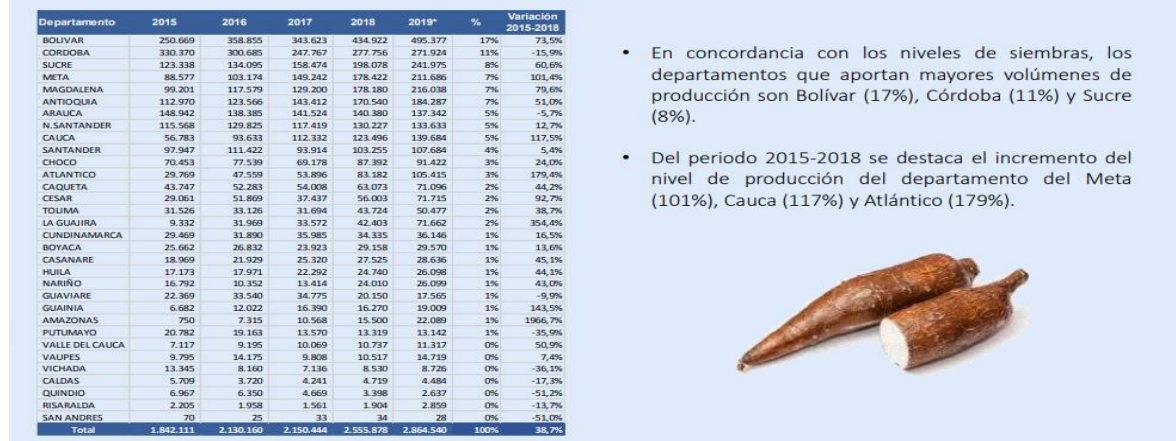 Departamento 2015 2016 2017 2018 2019* % Variación 2015-2018
BOLIVAR 250.669 358.855 343.623 434.922 495.377 17% 73,5%
CORDOBA 330.370 300.685 247.767 277.756 271.924 11% -15,9%
SUCRE 123.338 134.095 158.474 198.078 241.975 8% 60,6%
META 88.577 103.174 149.242 178.422 211.686 7% 101,4%
MAGDALENA 99.201 117.579 129.200 178.180 216.038 7% 79,6%
ANTIOQUIA 112.970 123.566 143.412 170.540 184.287 7% 51,0%
ARAUCA 148.942 138.385 141.524 140.380 137.342 5% -5,7%
N.SANTANDER 115.568 129.825 117.419 130.227 133.633 5% 12,7%
CAUCA 56.783 93.633 112.332 123.496 139.684 5% 117,5%
SANTANDER 97.947 111.422 93.914 103.255 107.684 4% 5,4%
CHOCO 70.453 77.539 69.178 87.392 91.422 3% 24,0%
ATLANTICO 29.769 47.559 53.896 83.182 105.415 3% 179,4%
CAQUETA 43.747 52.283 54.008 63.073 71.096 2% 44,2%
CESAR 29.061 51.869 37.437 56.003 71.715 2% 92,7%
TOLIMA 31.526 33.126 31.694 43.724 50.477 2% 38,7%
LA GUAJIRA 9.332 31.969 33.572 42.403 71.662 2% 354,4%
CUNDINAMARCA 29.469 31.890 35.985 34.335 36.146 1% 16,5%
BOYACA 25.662 26.832 23.923 29.158 29.570 1% 13,6%
CASANARE 18.969 21.929 25.320 27.525 28.636 1% 45,1%
HUILA 17.173 17.971 22.292 24.740 26.098 1% 44,1%
NARIÑO 16.792 10.352 13.414 24.010 26.099 1% 43,0%
GUAVIARE 22.369 33.540 34.775 20.150 17.565 1% -9,9%
GUAINIA 6.682 12.022 16.390 16.270 19.009 1% 143,5%
AMAZONAS 750 7.315 10.568 15.500 22.089 1% 1966,7%
PUTUMAYO 20.782 19.163 13.570 13.319 13.142 1% -35,9%
VALLE DEL CAUCA 7.117 9.195 10.069 10.737 11.317 0% 50,9%
VAUPES 9.795 14.175 9.808 10.517 14.719 0% 7,4%
VICHADA 13.345 8.160 7.136 8.530 8.726 0% -36,1%
CALDAS 5.709 3.720 4.241 4.719 4.484 0% -17,3%
QUINDIO 6.967 6.350 4.669 3.398 2.637 0% -51,2%
RISARALDA 2.205 1.958 1.561 1.904 2.859 0% -13,7%
SAN ANDRES 70 25 33 34 28 0% -51,0%
Total 1.842.111 2.130.160 2.150.444 2.555.878 2.864.540 100% 38,7%
• En concordancia con los niveles de siembras, los
departamentos que aportan mayores volúmenes de
producción son Bolívar (17%), Córdoba (11%) y Sucre
(8%).
• Del periodo 2015-2018 se destaca el incremento del
nivel de producción del departamento del Meta
(101%), Cauca (117%) y Atlántico (179%).